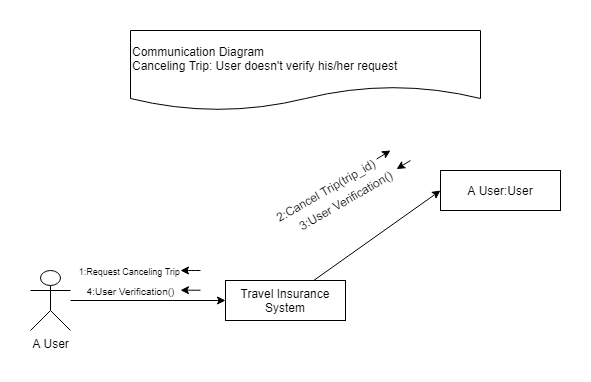 Communication Diagram
Canceling Trip: User doesn't verify his/her request
2:Cancel Trip(trip_id)
3:User Verification()
A User:User
1:Request Canceling Trip
4:User Verification()
Travel Insurance
System
A User